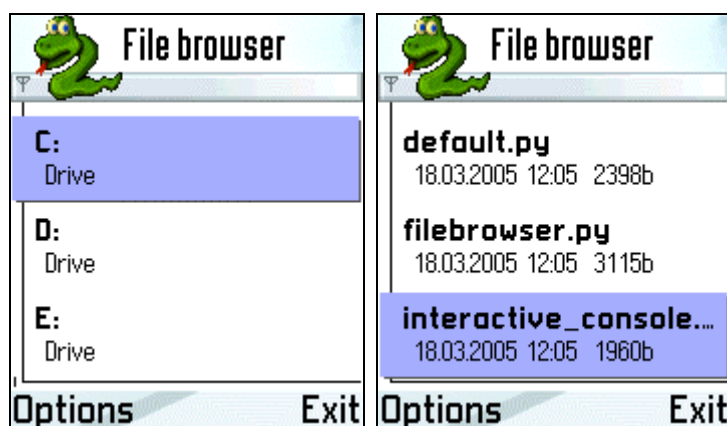 File browser
C:
Drive
D:
Drive
E:
Drive
Options Exit
File browser
default.py
18.03.2005 12:05 2398b
filebrowser.py
18.03.2005 12:05 3115b
interactive_console....
18.03.2005 12:05 1960b
Options Exit